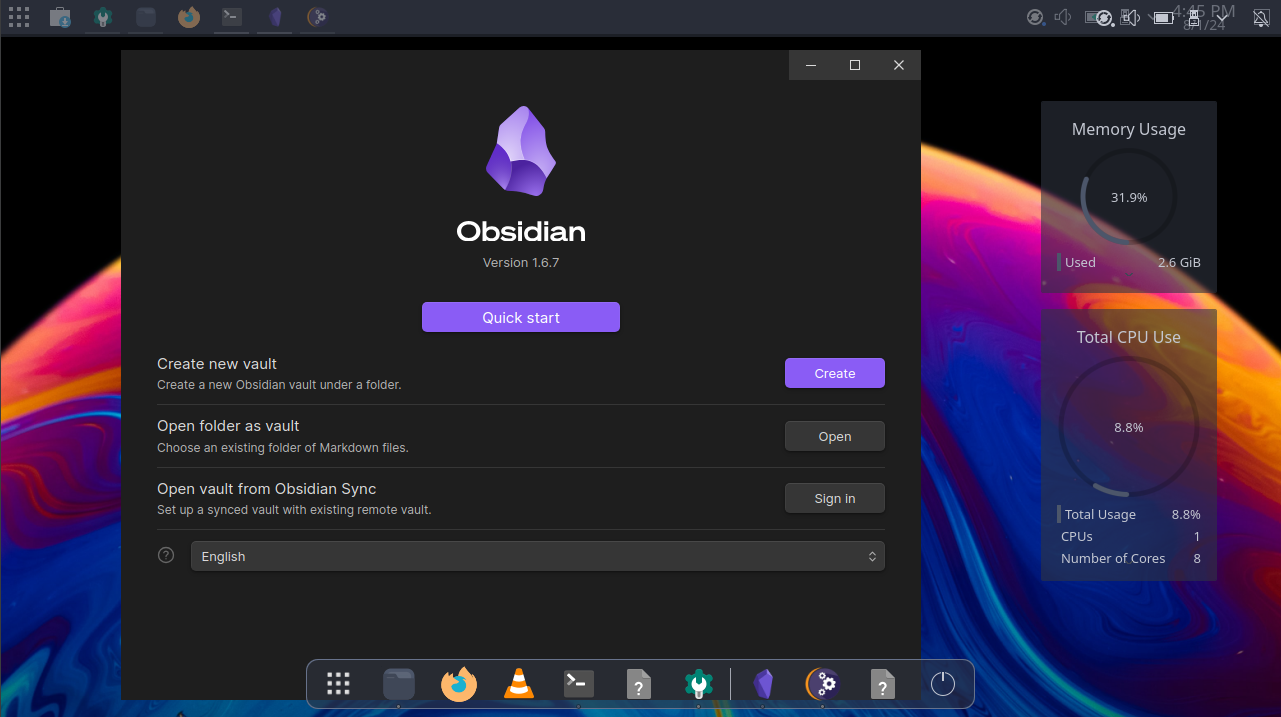 4:45 PM
8/1/24
Obsidian
Version 1.6.7
Quick start
Create new vault
Create a new Obsidian vault under a folder.
Create
Open folder as vault
Choose an existing folder of Markdown files.
Open
Open vault from Obsidian Sync
Set up a synced vault with existing remote vault.
Sign in
English
Memory Usage
31.9%
Used 2.6 GiB
Total CPU Use
8.8%
Total Usage 8.8%
CPUs 1
Number of Cores 8